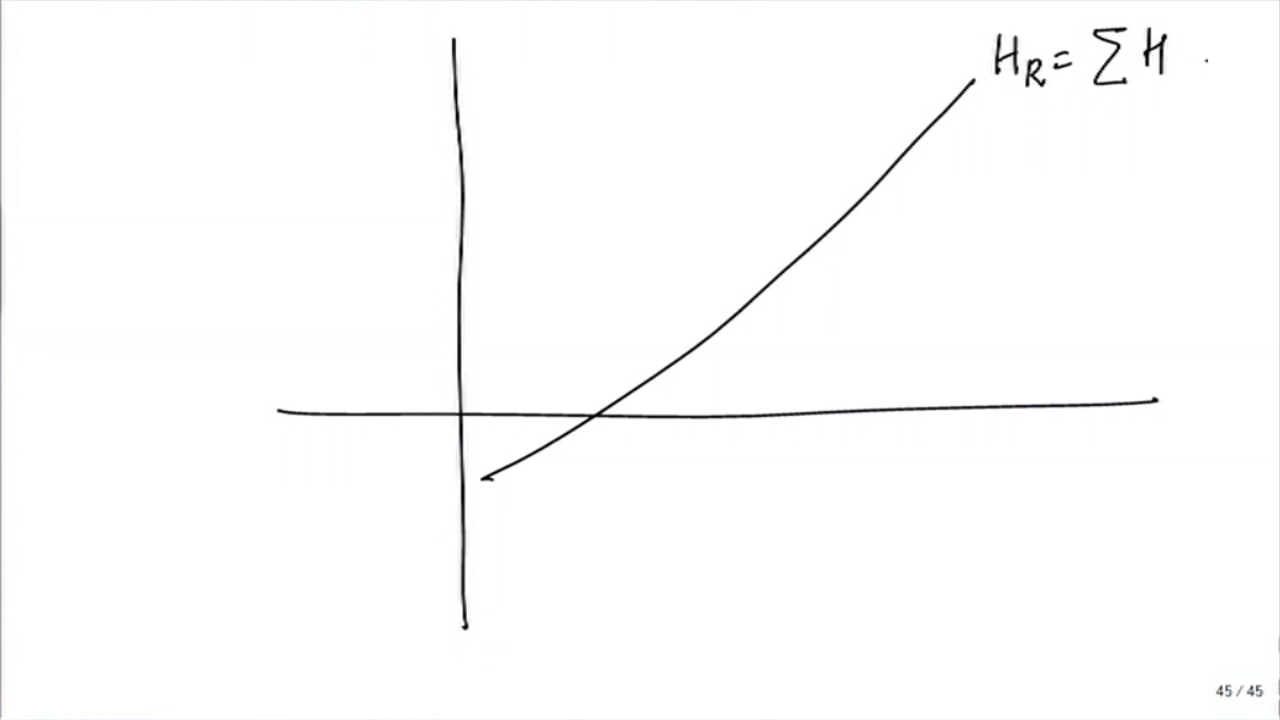 H_R = ∑ H
45 / 45